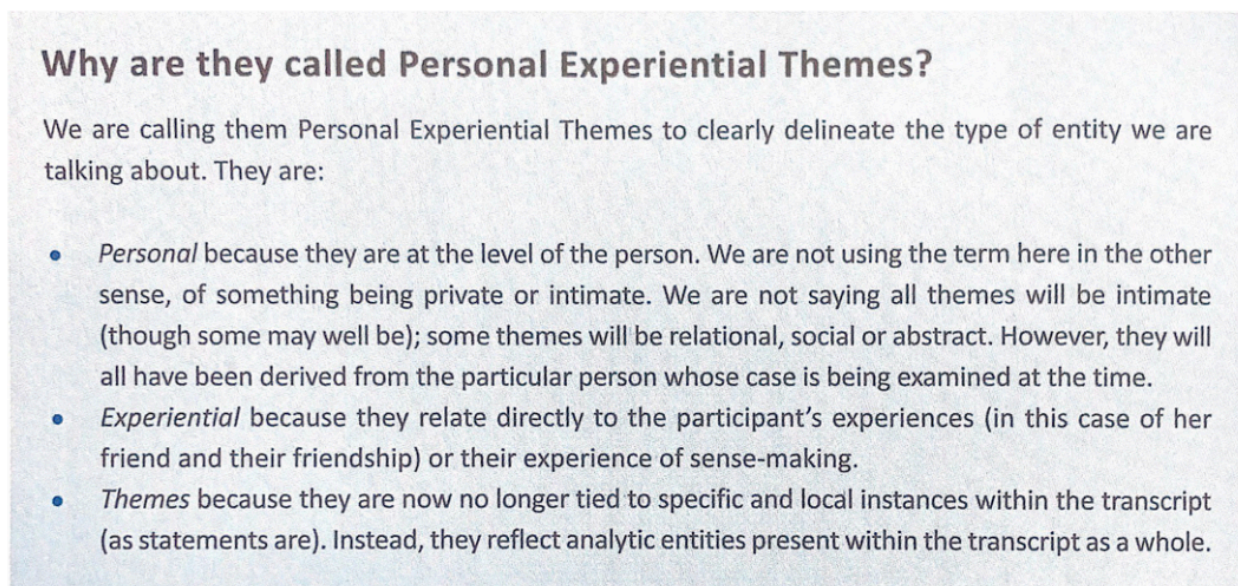 Why are they called Personal Experiential Themes?
We are calling them Personal Experiential Themes to clearly delineate the type of entity we are
talking about. They are:
• Personal because they are at the level of the person. We are not using the term here in the other
sense, of something being private or intimate. We are not saying all themes will be intimate
(though some may well be); some themes will be relational, social or abstract. However, they will
all have been derived from the particular person whose case is being examined at the time.
• Experiential because they relate directly to the participant's experiences (in this case of her
friend and their friendship) or their experience of sense-making.
• Themes because they are now no longer tied to specific and local instances within the transcript
(as statements are). Instead, they reflect analytic entities present within the transcript as a whole.